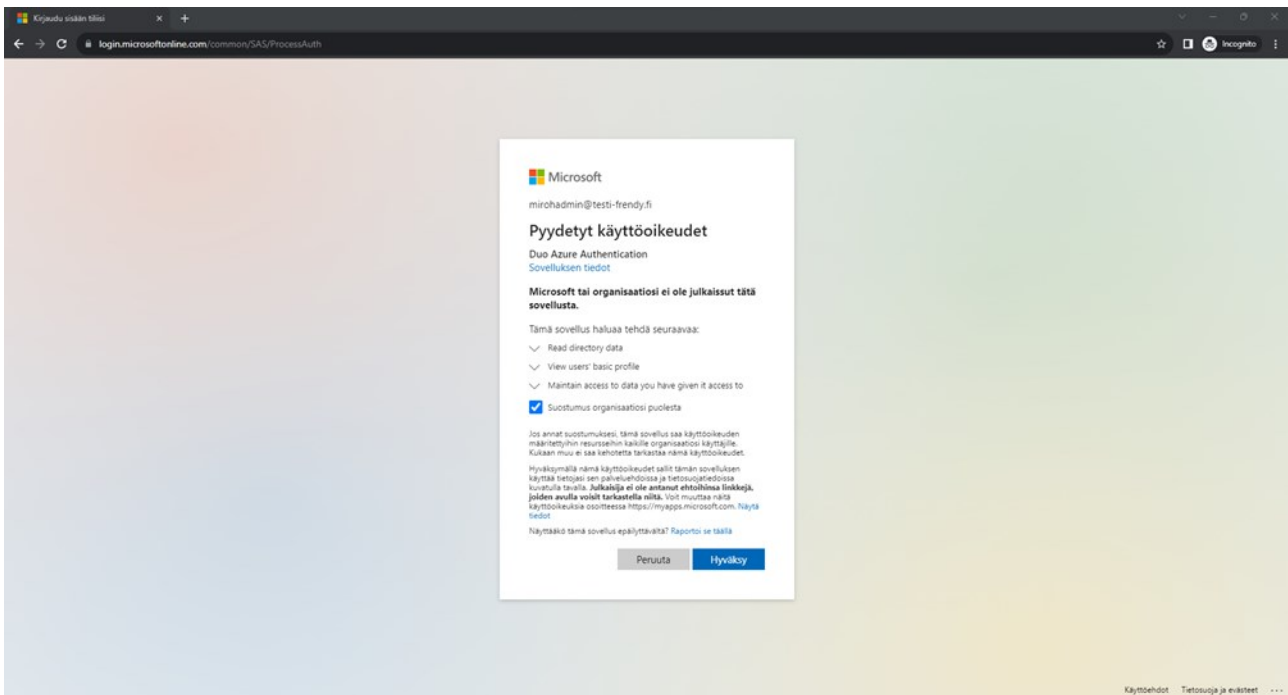 Kirjaudu sisään tiliisi
login.microsoftonline.com/common/SAS/ProcessAuth
Incognito
Microsoft
mirohadmin@testi-frendy.fi
Pyydetyt käyttöoikeudet
Duo Azure Authentication
Sovelluksen tiedot
Microsoft tai organisaatiosi ei ole julkaissut tätä
sovellusta.
Tämä sovellus haluaa tehdä seuraavaa:
Read directory data
View users' basic profile
Maintain access to data you have given it access to
Suostumus organisaatiosi puolesta
Jos annat suostumuksesi, tämä sovellus saa käyttöoikeuden
määritettyihin resursseihin kaikille organisaatiosi käyttäjille.
Kukaan muu ei saa kehotetta tarkastaa nämä käyttöoikeudet.
Hyväksymällä nämä käyttöoikeudet sallit tämän sovelluksen
käyttää tietojasi sen palveluehdoissa ja tietosuojatiedoissa
kuvatulla tavalla. Julkaisija ei ole antanut ehtoihinsa linkkejä,
joiden avulla voisit tarkastella niitä. Voit muuttaa näitä
käyttöoikeuksia osoitteessa https://myapps.microsoft.com. Näytä
tiedot
Näyttääkö tämä sovellus epäilyttävältä? Raportoi se täällä
Peruuta Hyväksy
Käyttöehdot Tietosuoja ja evästeet